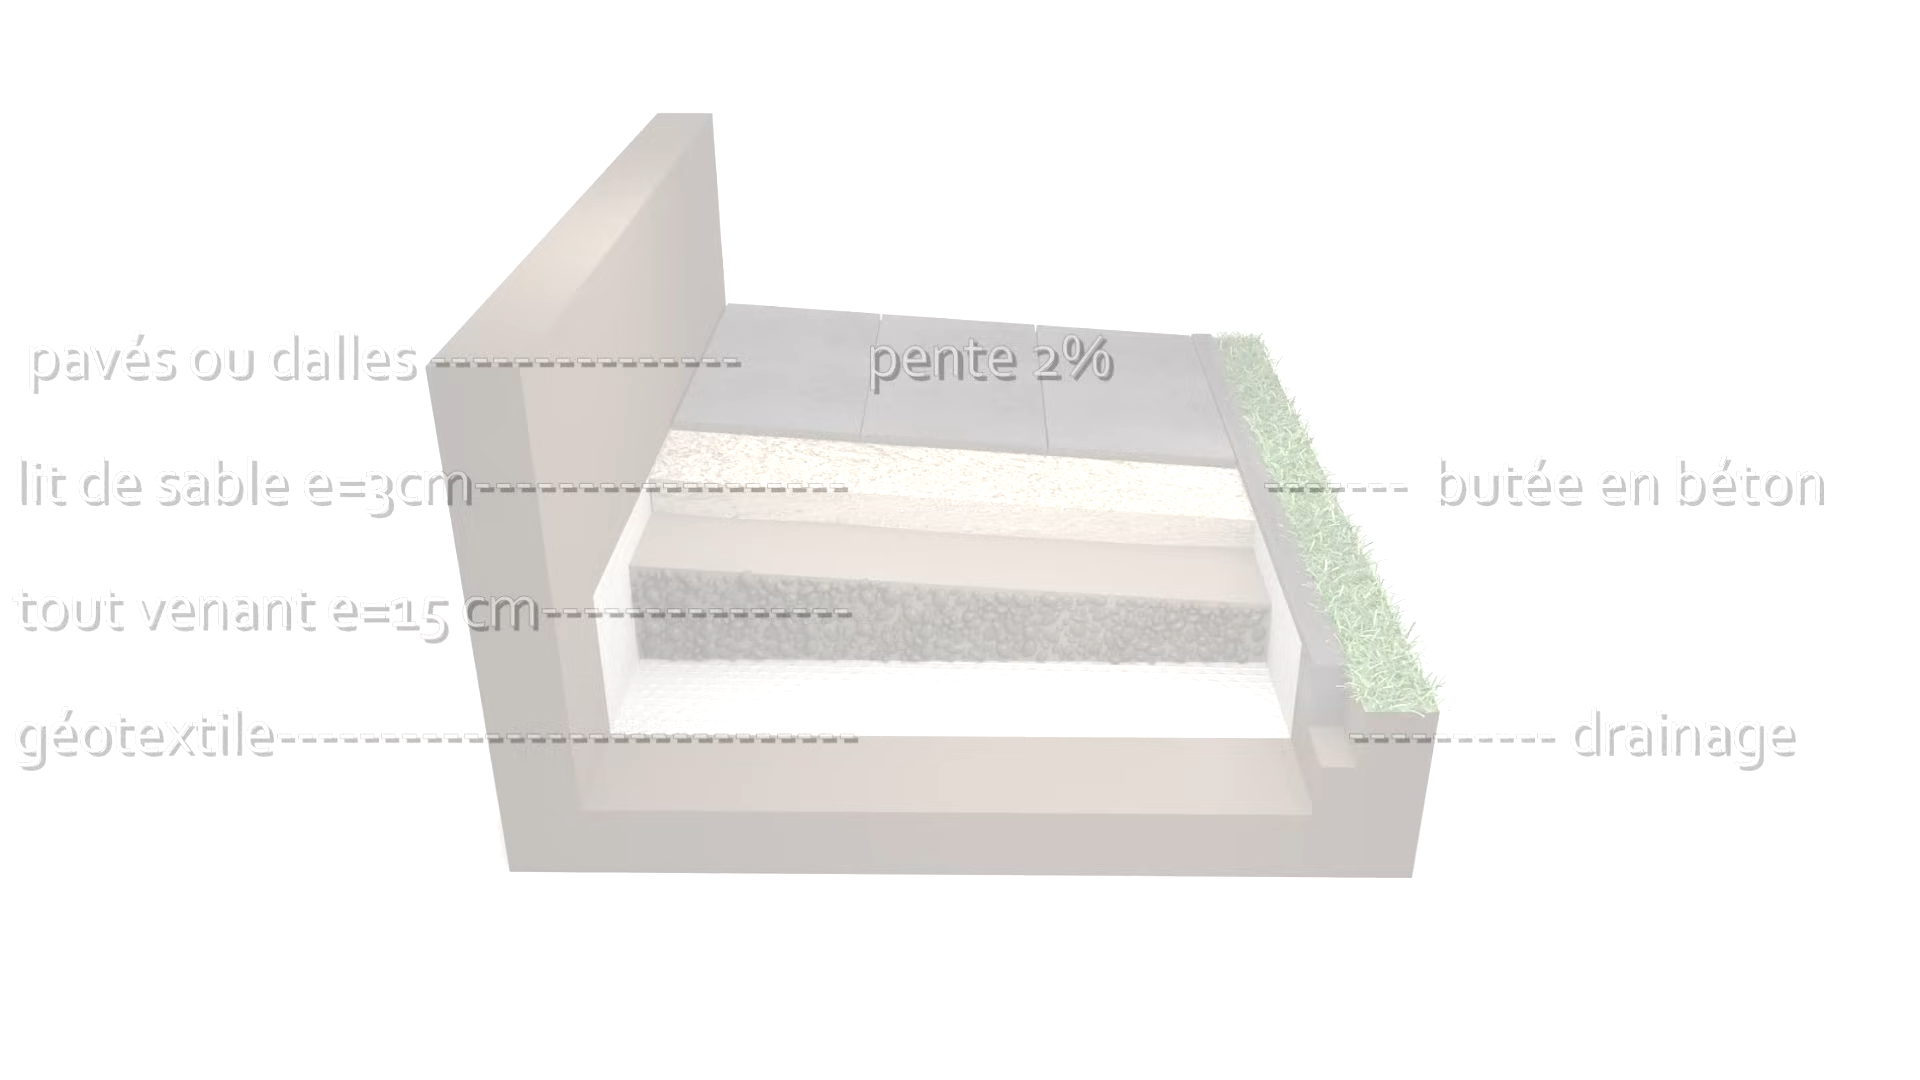 pavés ou dalles
pente 2%
lit de sable e=3cm
butée en béton
tout venant e=15 cm
géotextile
drainage